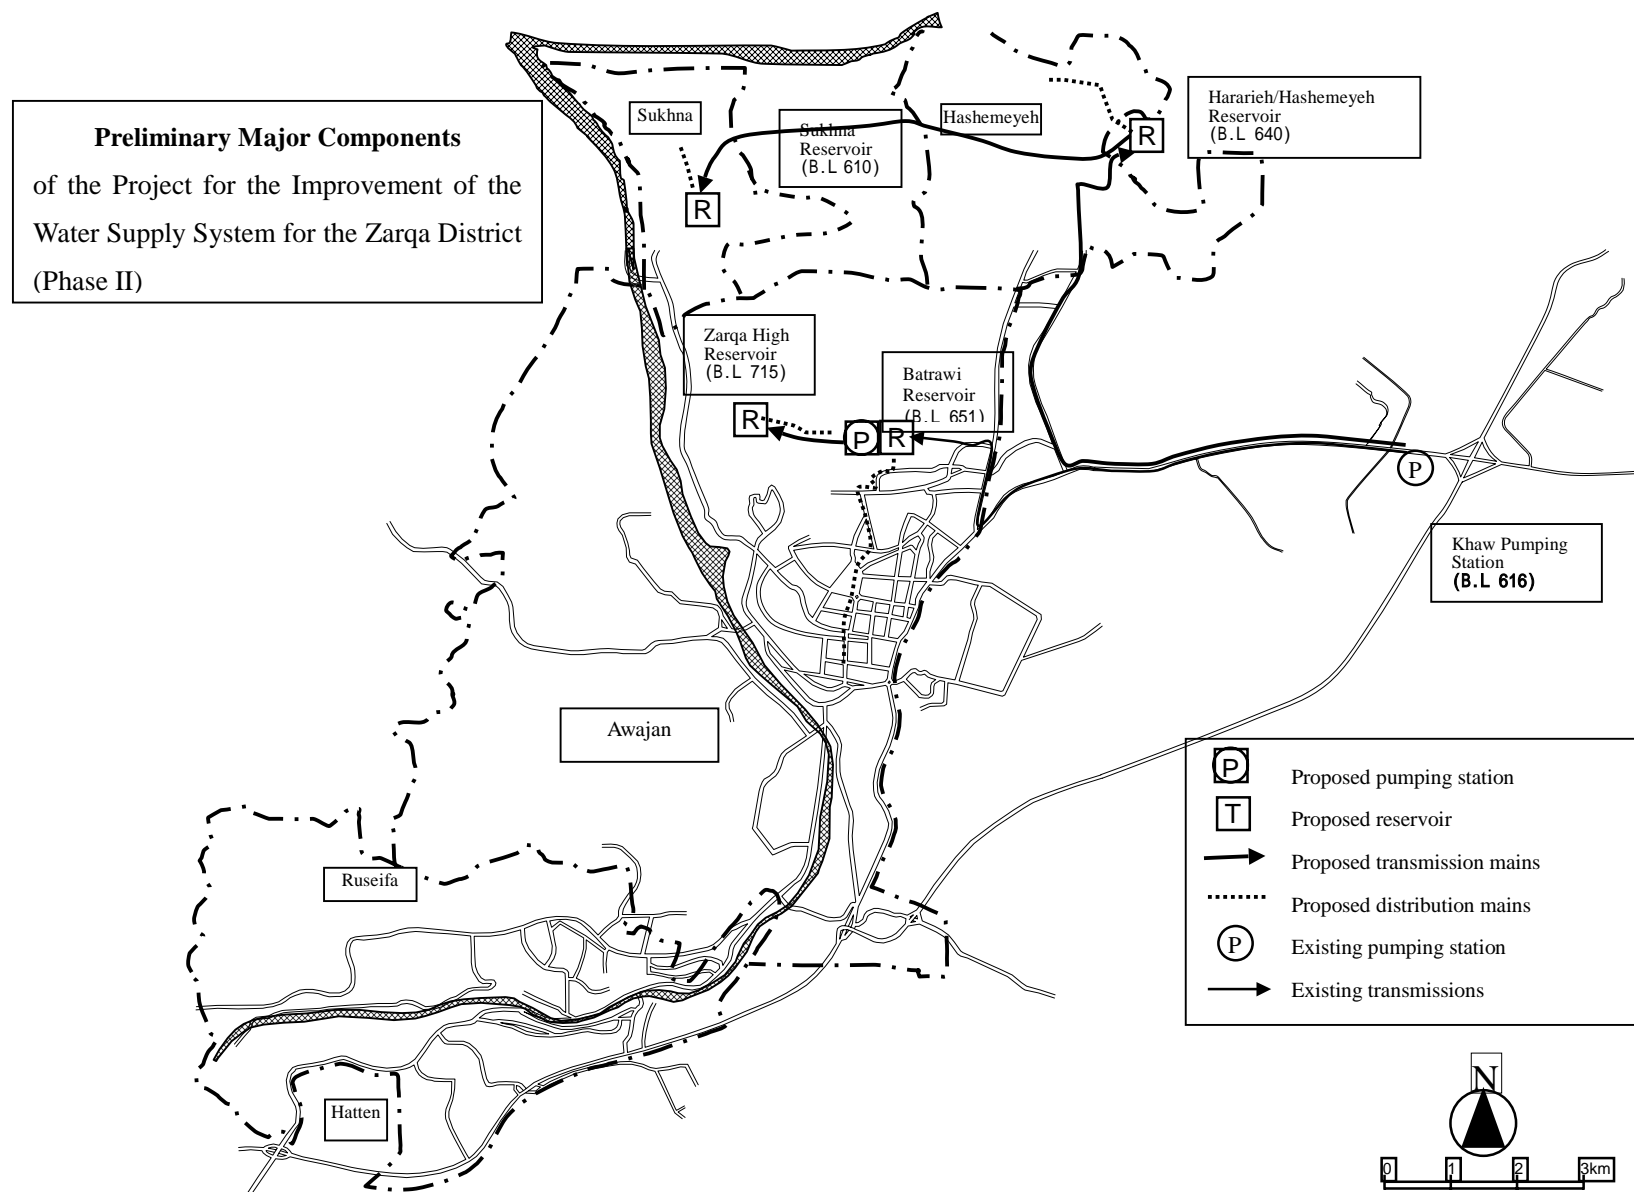 Preliminary Major Components
of the Project for the Improvement of the
Water Supply System for the Zarqa District
(Phase II)
Sukhna
Sukhna
Reservoir
(B.L 610)
Hashemeyeh
R
Hararieh/Hashemeyeh
Reservoir
(B.L 640)
R
Zarqa High
Reservoir
(B.L 715)
Batrawi
Reservoir
(B.L 651)
R
P
R
P
Khaw Pumping
Station
(B.L 616)
Awajan
Ruseifa
Hatten
P
Proposed pumping station
T
Proposed reservoir
Proposed transmission mains
Proposed distribution mains
P
Existing pumping station
Existing transmissions
N
0 1 2 3km